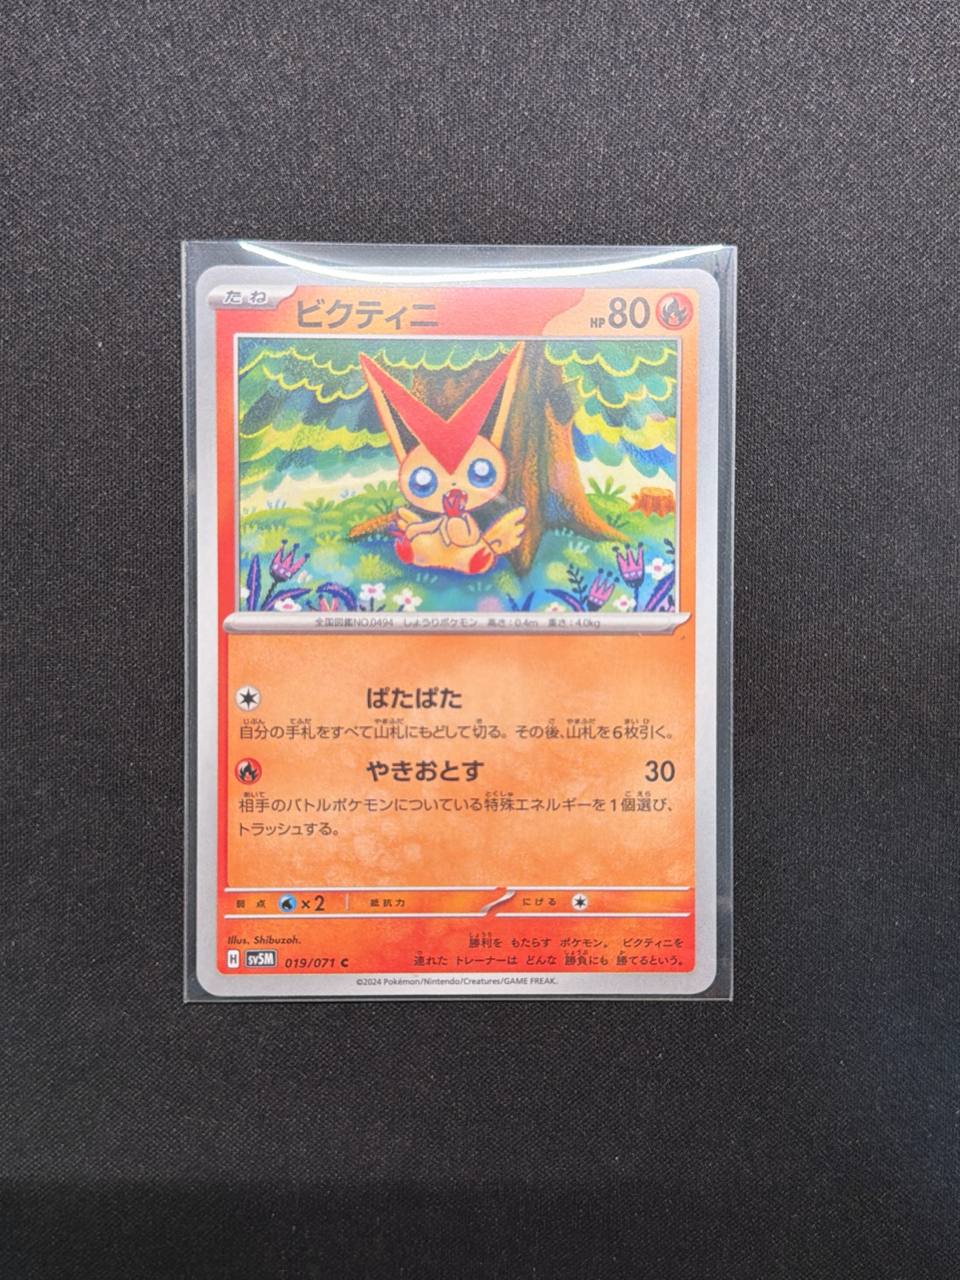 たね ビクティニ HP80
全国図鑑NO.0494 しょうりポケモン 高さ：0.4m 重さ：4.0kg
ぱたぱた
自分の手札をすべて山札にもどして切る。その後、山札を6枚引く。
やきおとす 30
相手のバトルポケモンについている特殊エネルギーを1個選び、
トラッシュする。
弱点 ×2 抵抗力 にげる
Illus. Shibuzoh.
勝利を もたらす ポケモン。 ビクティニを
連れた トレーナーは どんな 勝負にも 勝てるという。
H sv5M 019/071 C
©2024 Pokémon/Nintendo/Creatures/GAME FREAK.